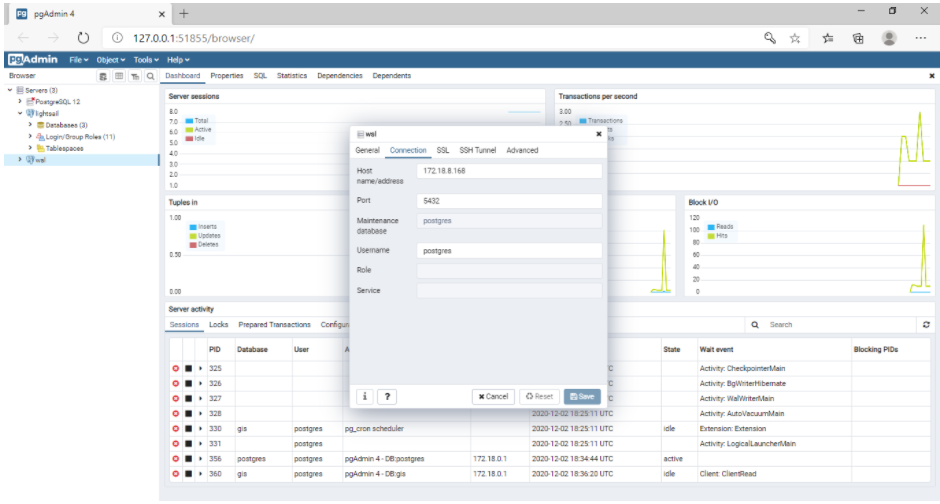 pgAdmin 4
127.0.0.1:51855/browser/
pgAdmin File Object Tools Help
Browser
Dashboard Properties SQL Statistics Dependencies Dependents
Servers (3)
PostgreSQL 12
lightsail
Databases (3)
Login/Group Roles (11)
Tablespaces
wsl
Server sessions
8.0
7.0
6.0
5.0
4.0
3.0
2.0
1.0
Total
Active
Idle
Transactions per second
3.00
2.50
Transactions
Tuples in
1.00
0.50
0.00
Inserts
Updates
Deletes
Block I/O
120
100
80
60
40
20
0
Reads
Hits
wsl
General Connection SSL SSH Tunnel Advanced
Host name/address 172.18.8.168
Port 5432
Maintenance database postgres
Username postgres
Role
Service
i ? Cancel Reset Save
Server activity
Sessions Locks Prepared Transactions
Search
PID Database User State Wait event Blocking PIDs
325 Activity: CheckpointerMain
326 Activity: BgWriterHibernate
327 Activity: WalWriterMain
328 2020-12-02 18:25:11 UTC Activity: AutoVacuumMain
330 gis postgres pg_cron scheduler 2020-12-02 18:25:11 UTC idle Extension: Extension
331 postgres 2020-12-02 18:25:11 UTC Activity: LogicalLauncherMain
356 postgres postgres pgAdmin 4 - DB:postgres 172.18.0.1 2020-12-02 18:34:44 UTC active
360 gis postgres pgAdmin 4 - DB:gis 172.18.0.1 2020-12-02 18:36:20 UTC idle Client: ClientRead